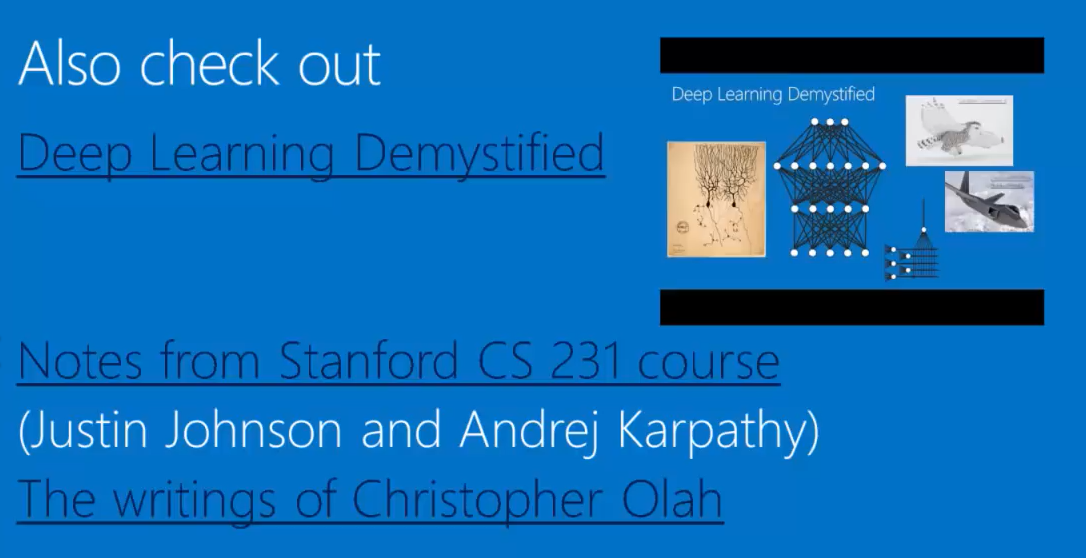 Also check out
Deep Learning Demystified
Deep Learning Demystified
Notes from Stanford CS 231 course
(Justin Johnson and Andrej Karpathy)
The writings of Christopher Olah